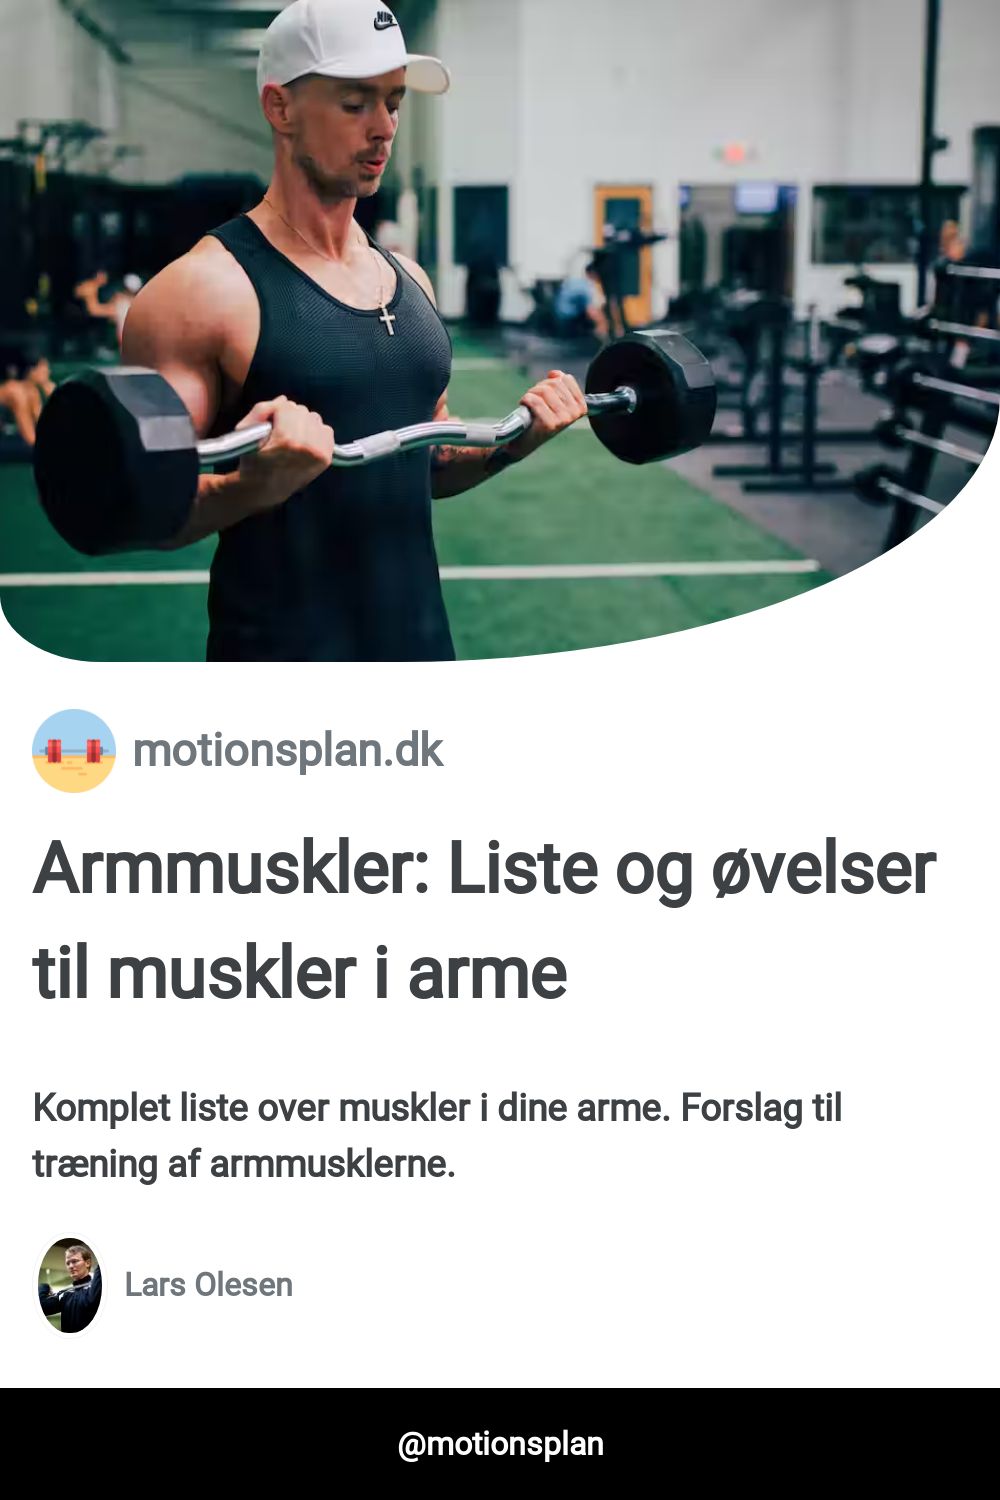 NIKE
motionsplan.dk
Armmuskler: Liste og øvelser
til muskler i arme
Komplet liste over muskler i dine arme. Forslag til
træning af armmusklerne.
Lars Olesen
@motionsplan